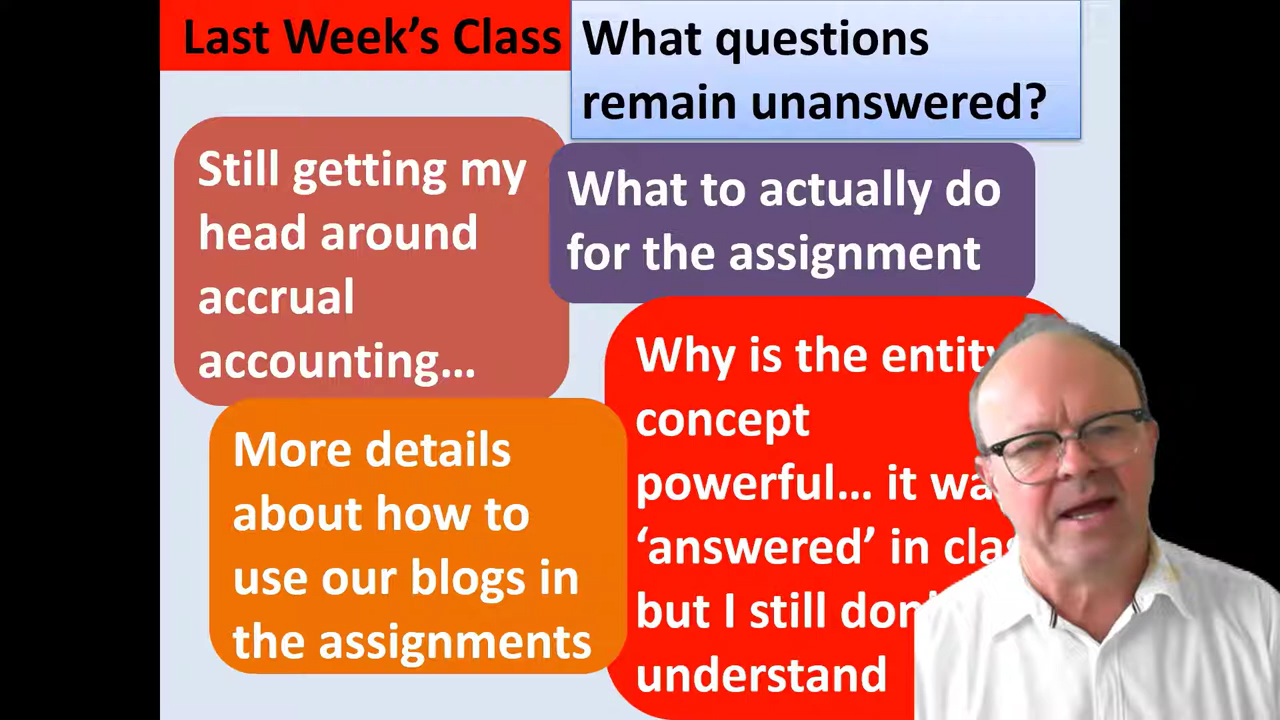 Last Week's Class
What questions
remain unanswered?
Still getting my
head around
accrual
accounting…
What to actually do
for the assignment
More details
about how to
use our blogs in
the assignments
Why is the entity
concept
powerful… it
'answered' in
but I still
understand